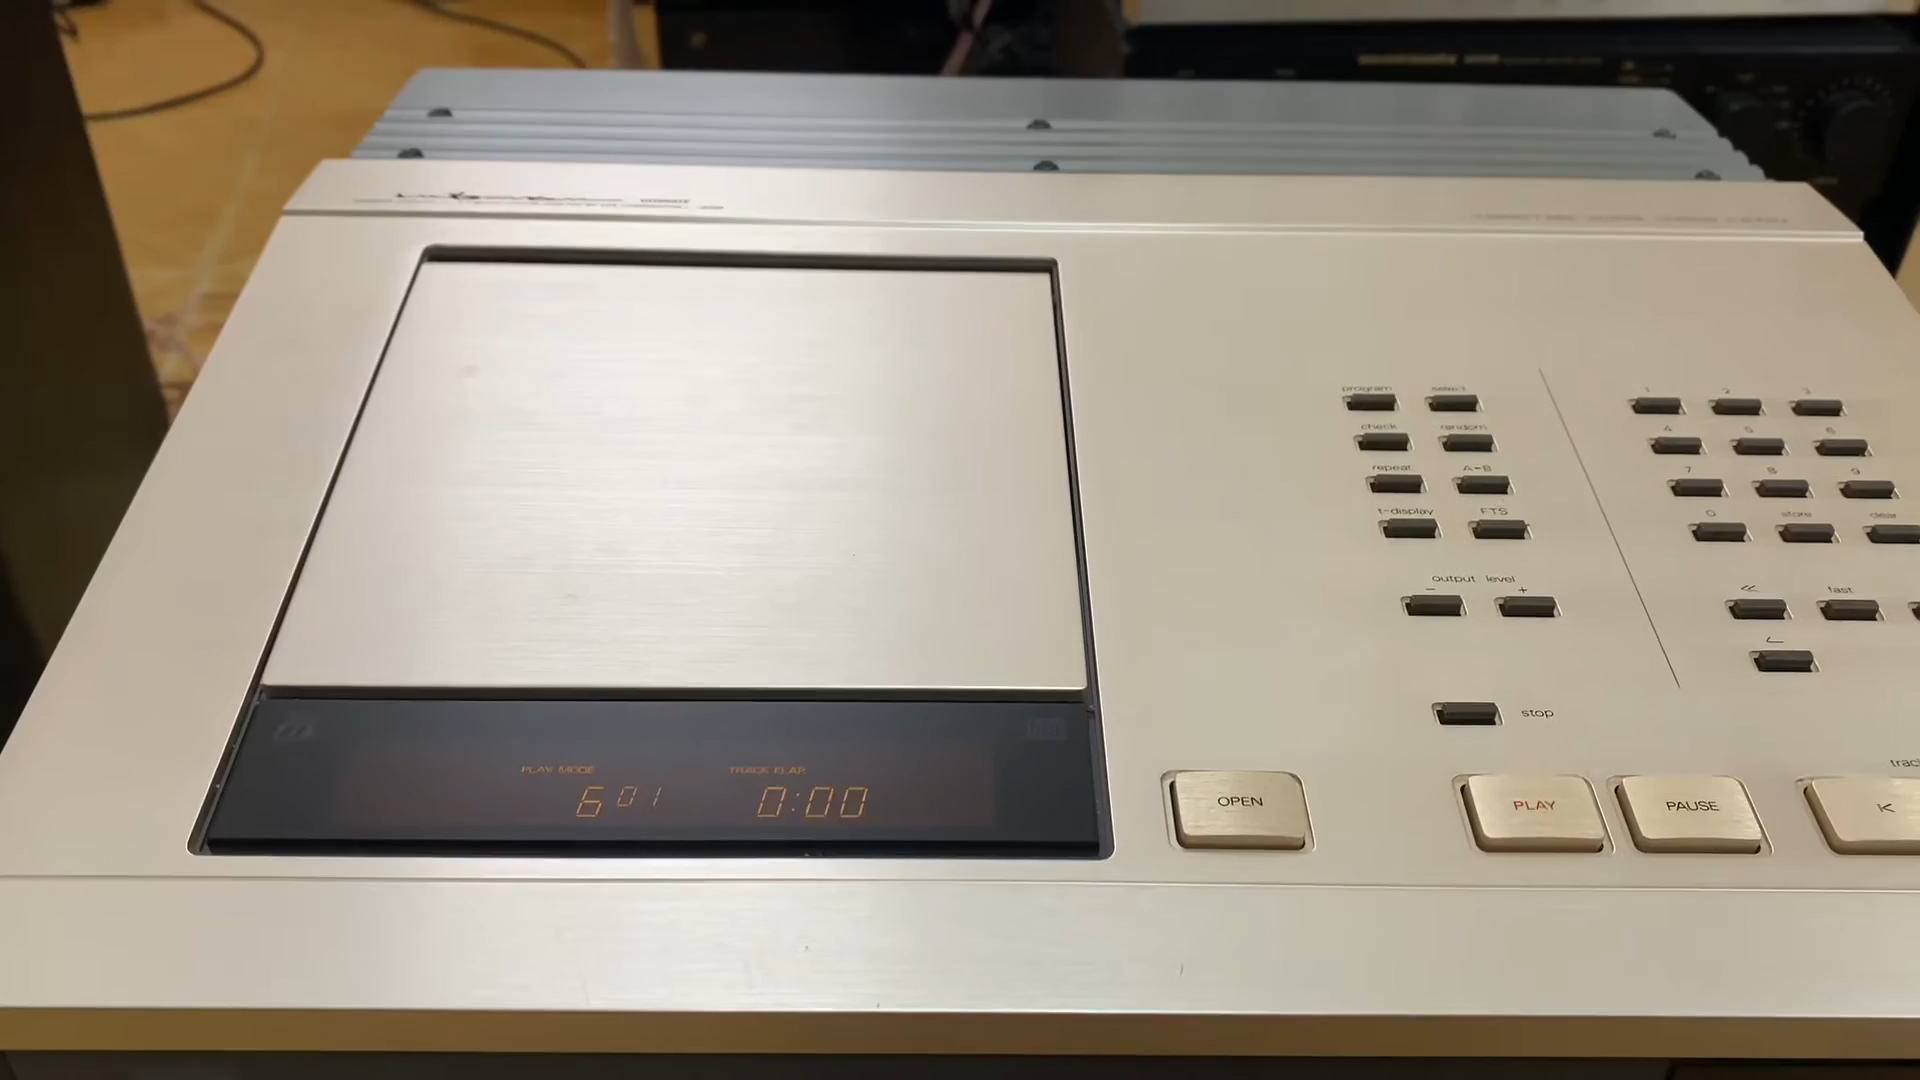 program select 1 2 3
check random 4 5 6
repeat A-B 7 8 9
t-display FTS 0 store clear
output level
- + << fast
stop
PLAY MODE TRACK ELAP.
6 01 0:00
OPEN PLAY PAUSE